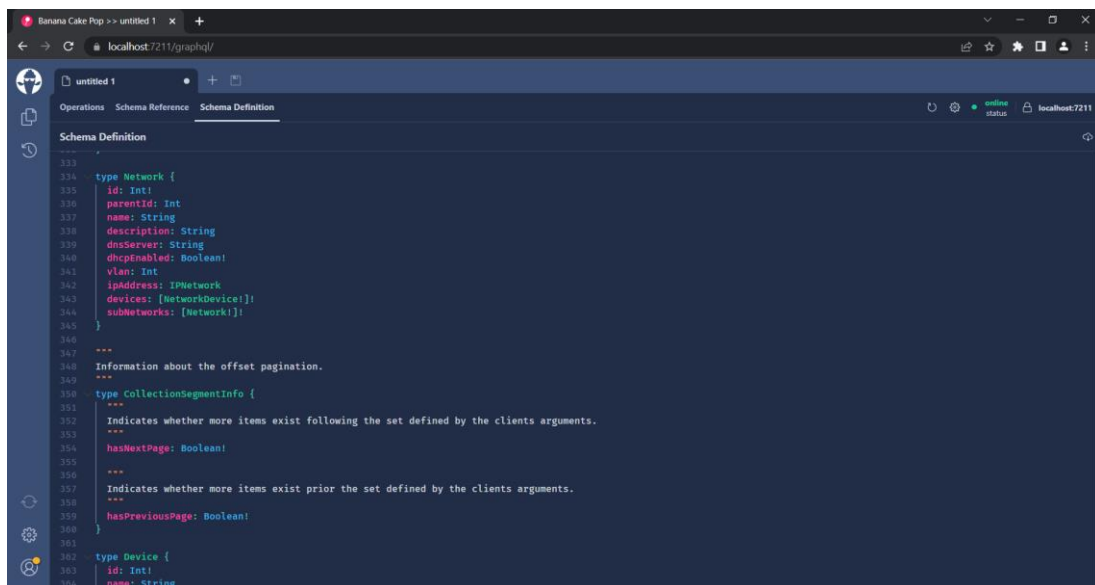 Banana Cake Pop >> untitled 1
localhost:7211/graphql/
untitled 1
Operations Schema Reference Schema Definition
online
status
localhost:7211
Schema Definition
333
334 type Network {
335 id: Int!
336 parentId: Int
337 name: String
338 description: String
339 dnsServer: String
340 dhcpEnabled: Boolean!
341 vlan: Int
342 ipAddress: IPNetwork
343 devices: [NetworkDevice!]!
344 subNetworks: [Network!]!
345 }
346
347 """
348 Information about the offset pagination.
349 """
350 type CollectionSegmentInfo {
351 """
352 Indicates whether more items exist following the set defined by the clients arguments.
353 """
354 hasNextPage: Boolean!
355
356 """
357 Indicates whether more items exist prior the set defined by the clients arguments.
358 """
359 hasPreviousPage: Boolean!
360 }
361
362 type Device {
363 id: Int!
364 name: String